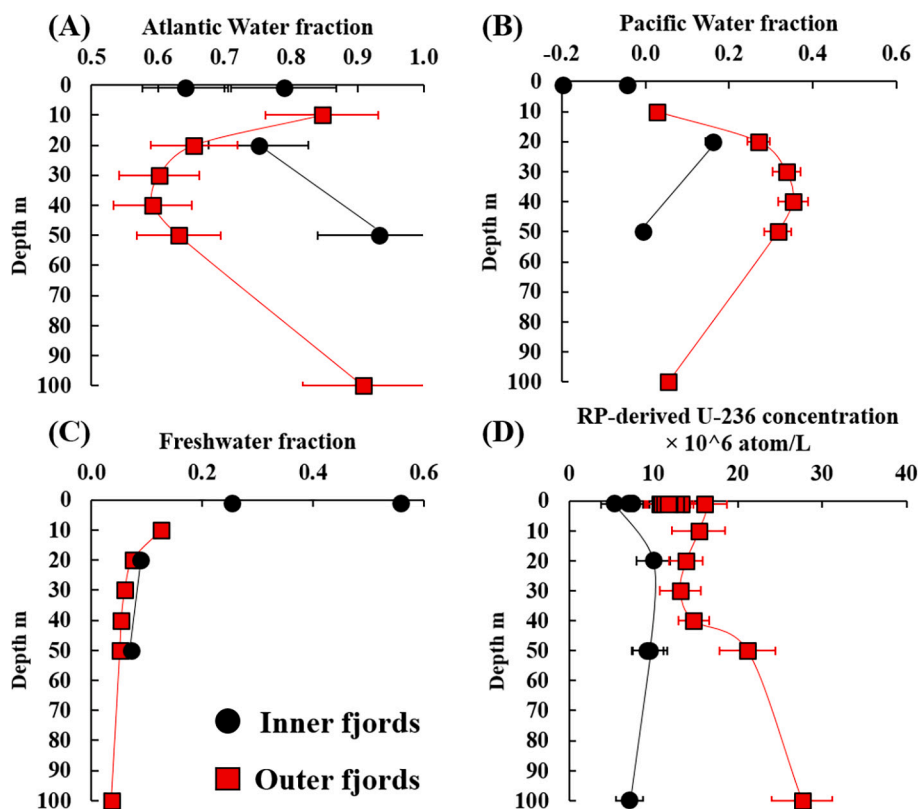 (A)
Atlantic Water fraction
0.5 0.6 0.7 0.8 0.9 1.0
Depth m
0
10
20
30
40
50
60
70
80
90
100
(B)
Pacific Water fraction
-0.2 0.0 0.2 0.4 0.6
Depth m
0
10
20
30
40
50
60
70
80
90
100
(C)
Freshwater fraction
0.0 0.2 0.4 0.6
Depth m
0
10
20
30
40
50
60
70
80
90
100
Inner fjords
Outer fjords
(D)
RP-derived U-236 concentration
× 10^6 atom/L
0 10 20 30 40
Depth m
0
10
20
30
40
50
60
70
80
90
100